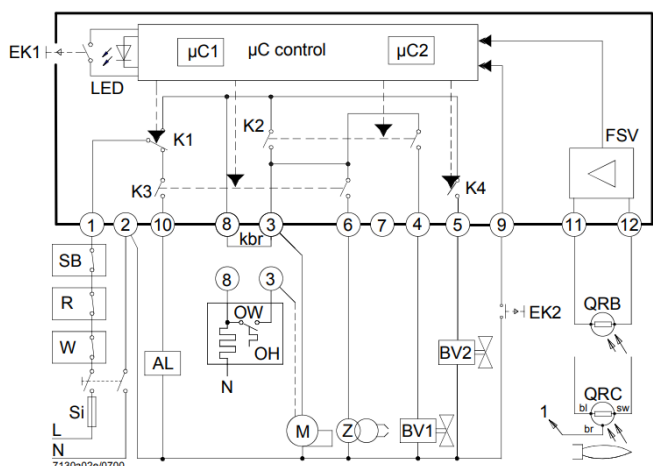 EK1
LED
µC1
µC control
µC2
FSV
K1
K2
K3
K4
1
2
10
8
3
6
7
4
5
9
11
12
kbr
SB
R
W
Si
L
N
AL
8
3
OW
OH
N
M
Z
BV1
BV2
EK2
QRB
QRC
bl
sw
br
1
7130a02e/0700